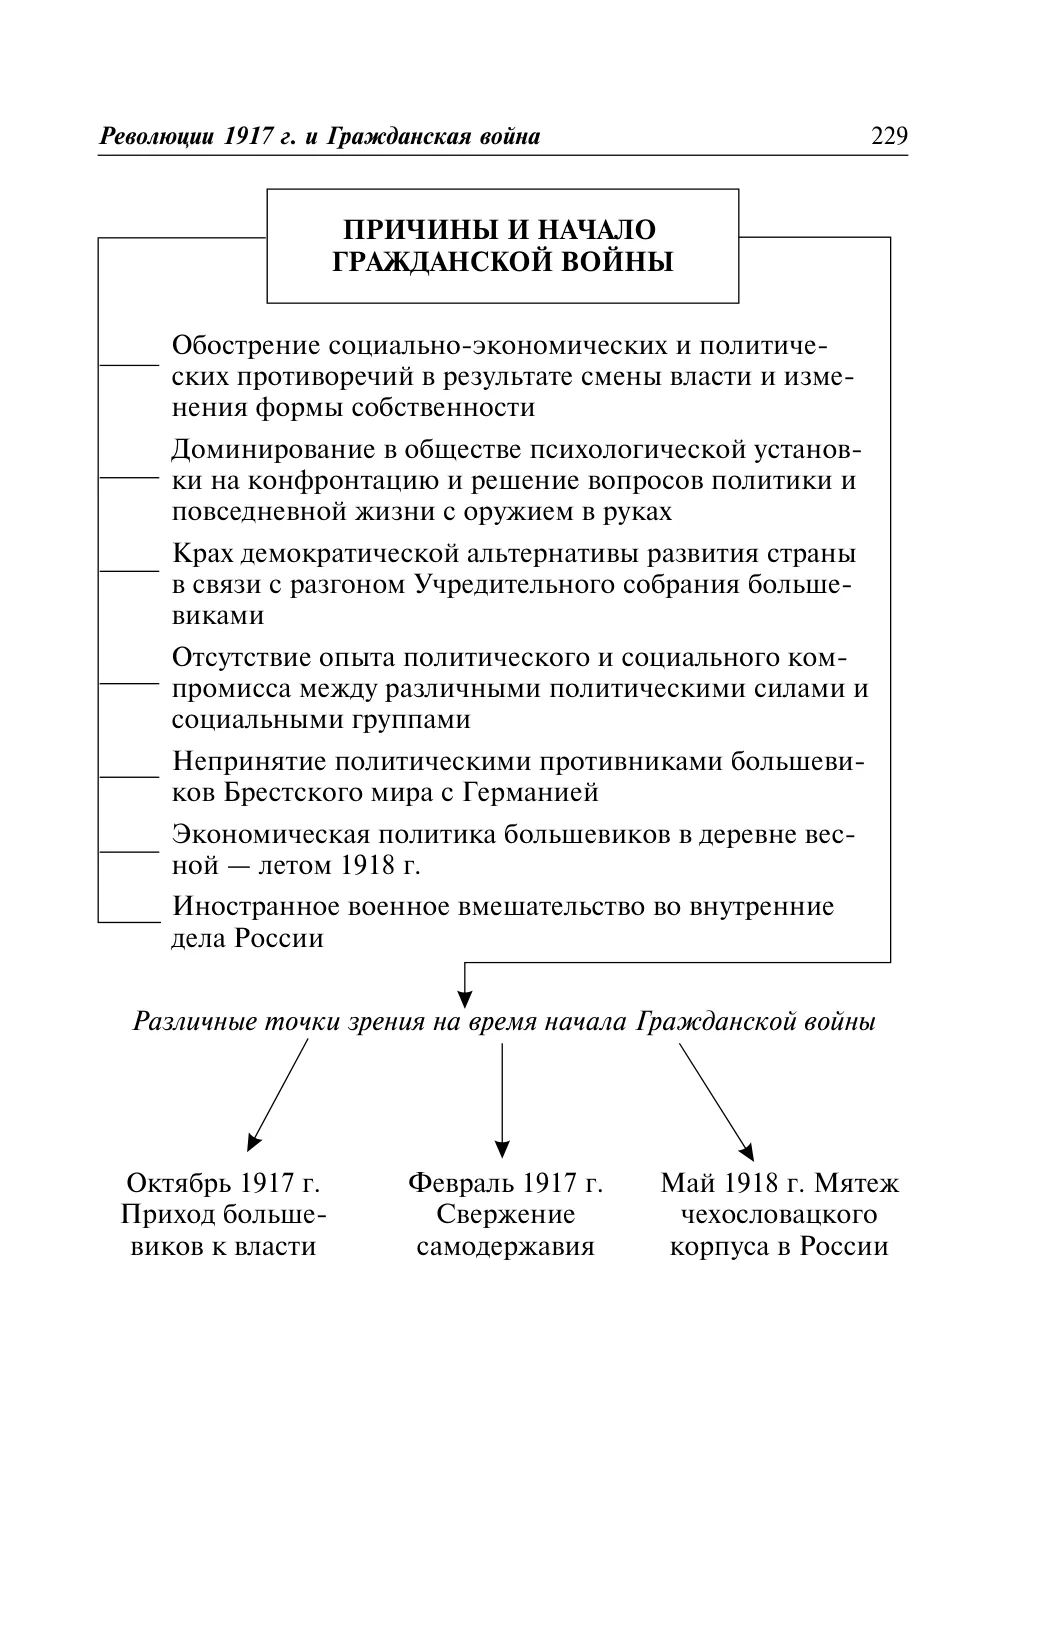 Революции 1917 г. и Гражданская война 229
ПРИЧИНЫ И НАЧАЛО
ГРАЖДАНСКОЙ ВОЙНЫ
Обострение социально-экономических и политиче-
ских противоречий в результате смены власти и изме-
нения формы собственности
Доминирование в обществе психологической установ-
ки на конфронтацию и решение вопросов политики и
повседневной жизни с оружием в руках
Крах демократической альтернативы развития страны
в связи с разгоном Учредительного собрания больше-
виками
Отсутствие опыта политического и социального ком-
промисса между различными политическими силами и
социальными группами
Непринятие политическими противниками большеви-
ков Брестского мира с Германией
Экономическая политика большевиков в деревне вес-
ной — летом 1918 г.
Иностранное военное вмешательство во внутренние
дела России
Различные точки зрения на время начала Гражданской войны
Октябрь 1917 г.
Приход больше-
виков к власти
Февраль 1917 г.
Свержение
самодержавия
Май 1918 г. Мятеж
чехословацкого
корпуса в России